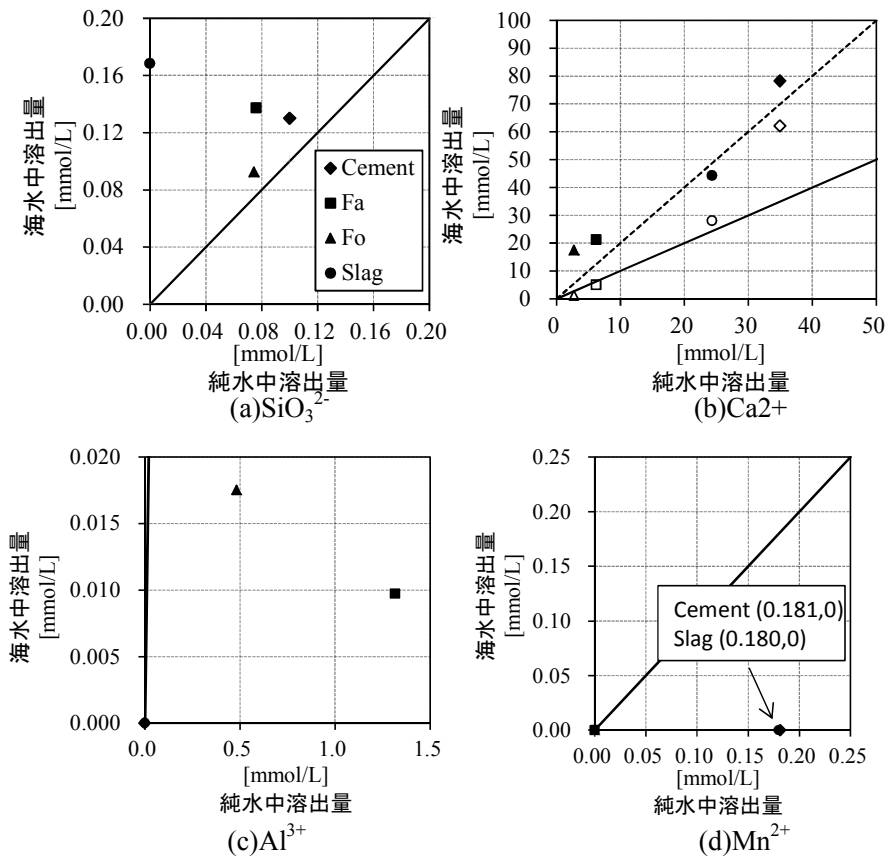 海水中溶出量
[mmol/L]
0.20
0.16
0.12
0.08
0.04
0.00
Cement
Fa
Fo
Slag
0.00 0.04 0.08 0.12 0.16 0.20
[mmol/L]
純水中溶出量
(a)SiO₃²⁻
海水中溶出量
[mmol/L]
100
90
80
70
60
50
40
30
20
10
0
0 10 20 30 40 50
[mmol/L]
純水中溶出量
(b)Ca2+
海水中溶出量
[mmol/L]
0.020
0.015
0.010
0.005
0.000
0.0 0.5 1.0 1.5
[mmol/L]
純水中溶出量
(c)Al³⁺
海水中溶出量
[mmol/L]
0.25
0.20
0.15
0.10
0.05
0.00
Cement (0.181,0)
Slag (0.180,0)
0.00 0.05 0.10 0.15 0.20 0.25
[mmol/L]
純水中溶出量
(d)Mn²⁺